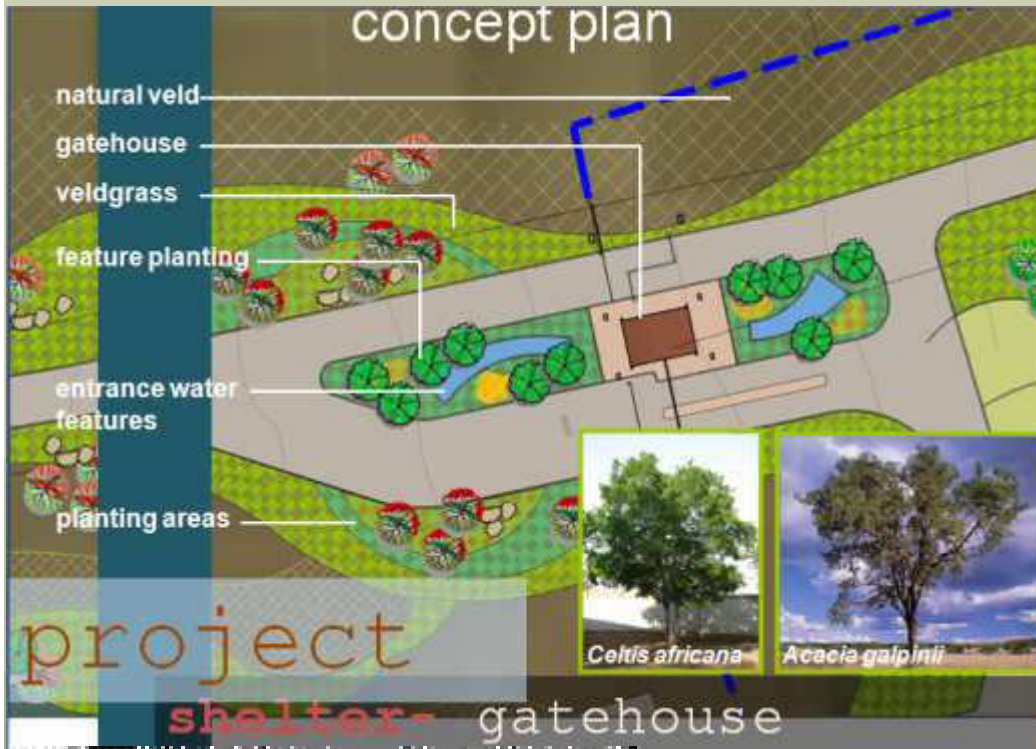 concept plan
natural veld
gatehouse
veldgrass
feature planting
entrance water
features
planting areas
Celtis africana
Acacia galpinii
project
shelter- gatehouse